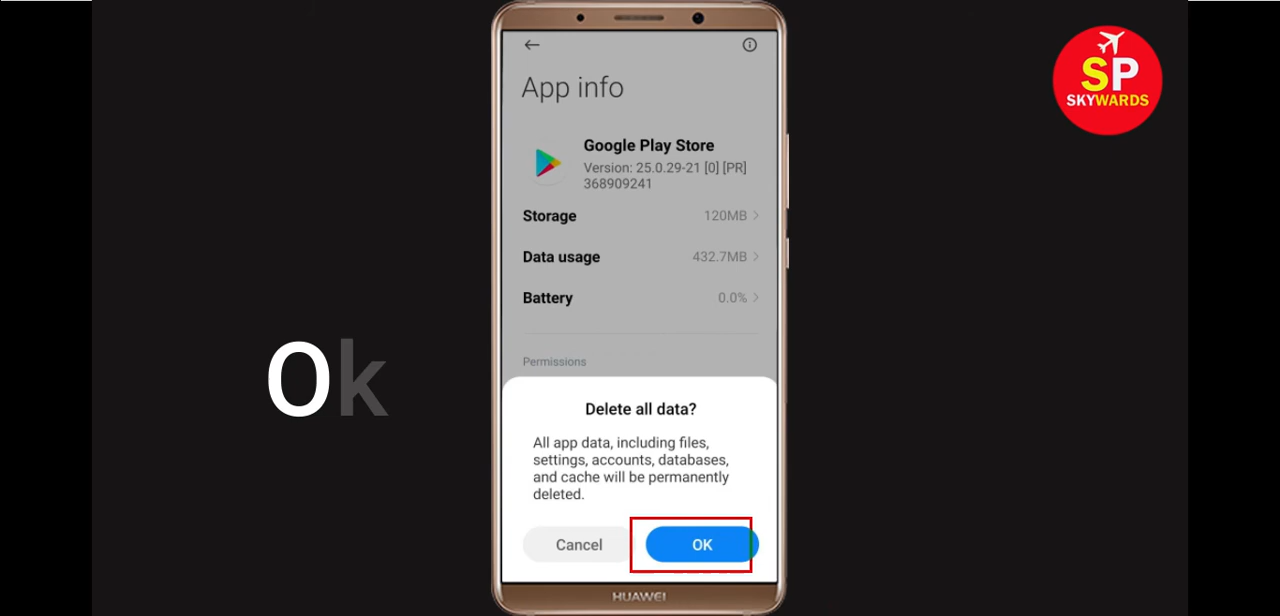 App info
Google Play Store
Version: 25.0.29-21 [0] [PR]
368909241
Storage 120MB
Data usage 432.7MB
Battery 0.0%
Permissions
Delete all data?
All app data, including files,
settings, accounts, databases,
and cache will be permanently
deleted.
Cancel OK
HUAWEI
Ok
SP
SKYWARDS